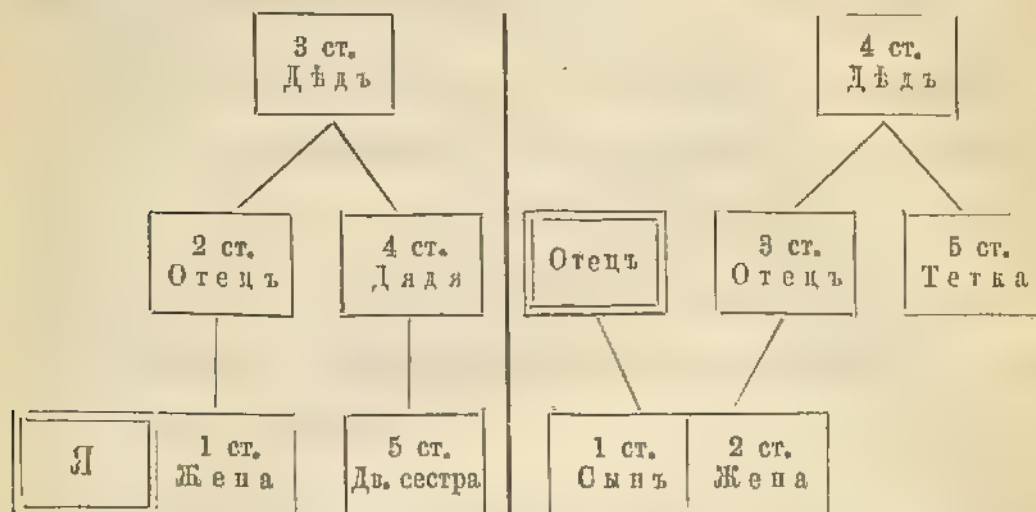 3 ст.
Дѣдъ
2 ст.
Отецъ
4 ст.
Дядя
Я
1 ст.
Жена
5 ст.
Дв. сестра
4 ст.
Дѣдъ
Отецъ
3 ст.
Отецъ
5 ст.
Тетка
1 ст.
Сынъ
2 ст.
Жена